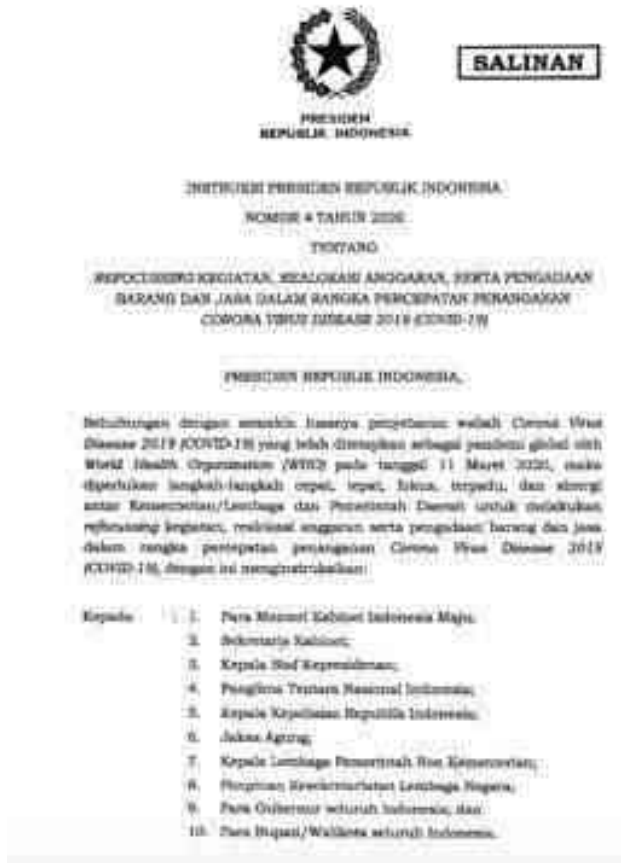 SALINAN
PRESIDEN
REPUBLIK INDONESIA
INSTRUKSI PRESIDEN REPUBLIK INDONESIA
NOMOR 4 TAHUN 2020
TENTANG
REFOCUSSING KEGIATAN, REALOKASI ANGGARAN, SERTA PENGADAAN
BARANG DAN JASA DALAM RANGKA PERCEPATAN PENANGANAN
CORONA VIRUS DISEASE 2019 (COVID-19)
PRESIDEN REPUBLIK INDONESIA,
Sehubungan dengan semakin luasnya penyebaran wabah Corona Virus
Disease 2019 (COVID-19) yang telah ditetapkan sebagai pandemi global oleh
World Health Organization (WHO) pada tanggal 11 Maret 2020, maka
diperlukan langkah-langkah cepat, tepat, fokus, terpadu, dan sinergi
antar Kementerian/Lembaga dan Pemerintah Daerah untuk melakukan
refocussing kegiatan, realokasi anggaran serta pengadaan barang dan jasa
dalam rangka percepatan penanganan Corona Virus Disease 2019
(COVID-19), dengan ini menginstruksikan:
Kepada : 1. Para Menteri Kabinet Indonesia Maju;
2. Sekretaris Kabinet;
3. Kepala Staf Kepresidenan;
4. Panglima Tentara Nasional Indonesia;
5. Kepala Kepolisian Republik Indonesia;
6. Jaksa Agung;
7. Kepala Lembaga Pemerintah Non Kementerian;
8. Pimpinan Kesekretariatan Lembaga Negara;
9. Para Gubernur seluruh Indonesia; dan
10. Para Bupati/Walikota seluruh Indonesia,